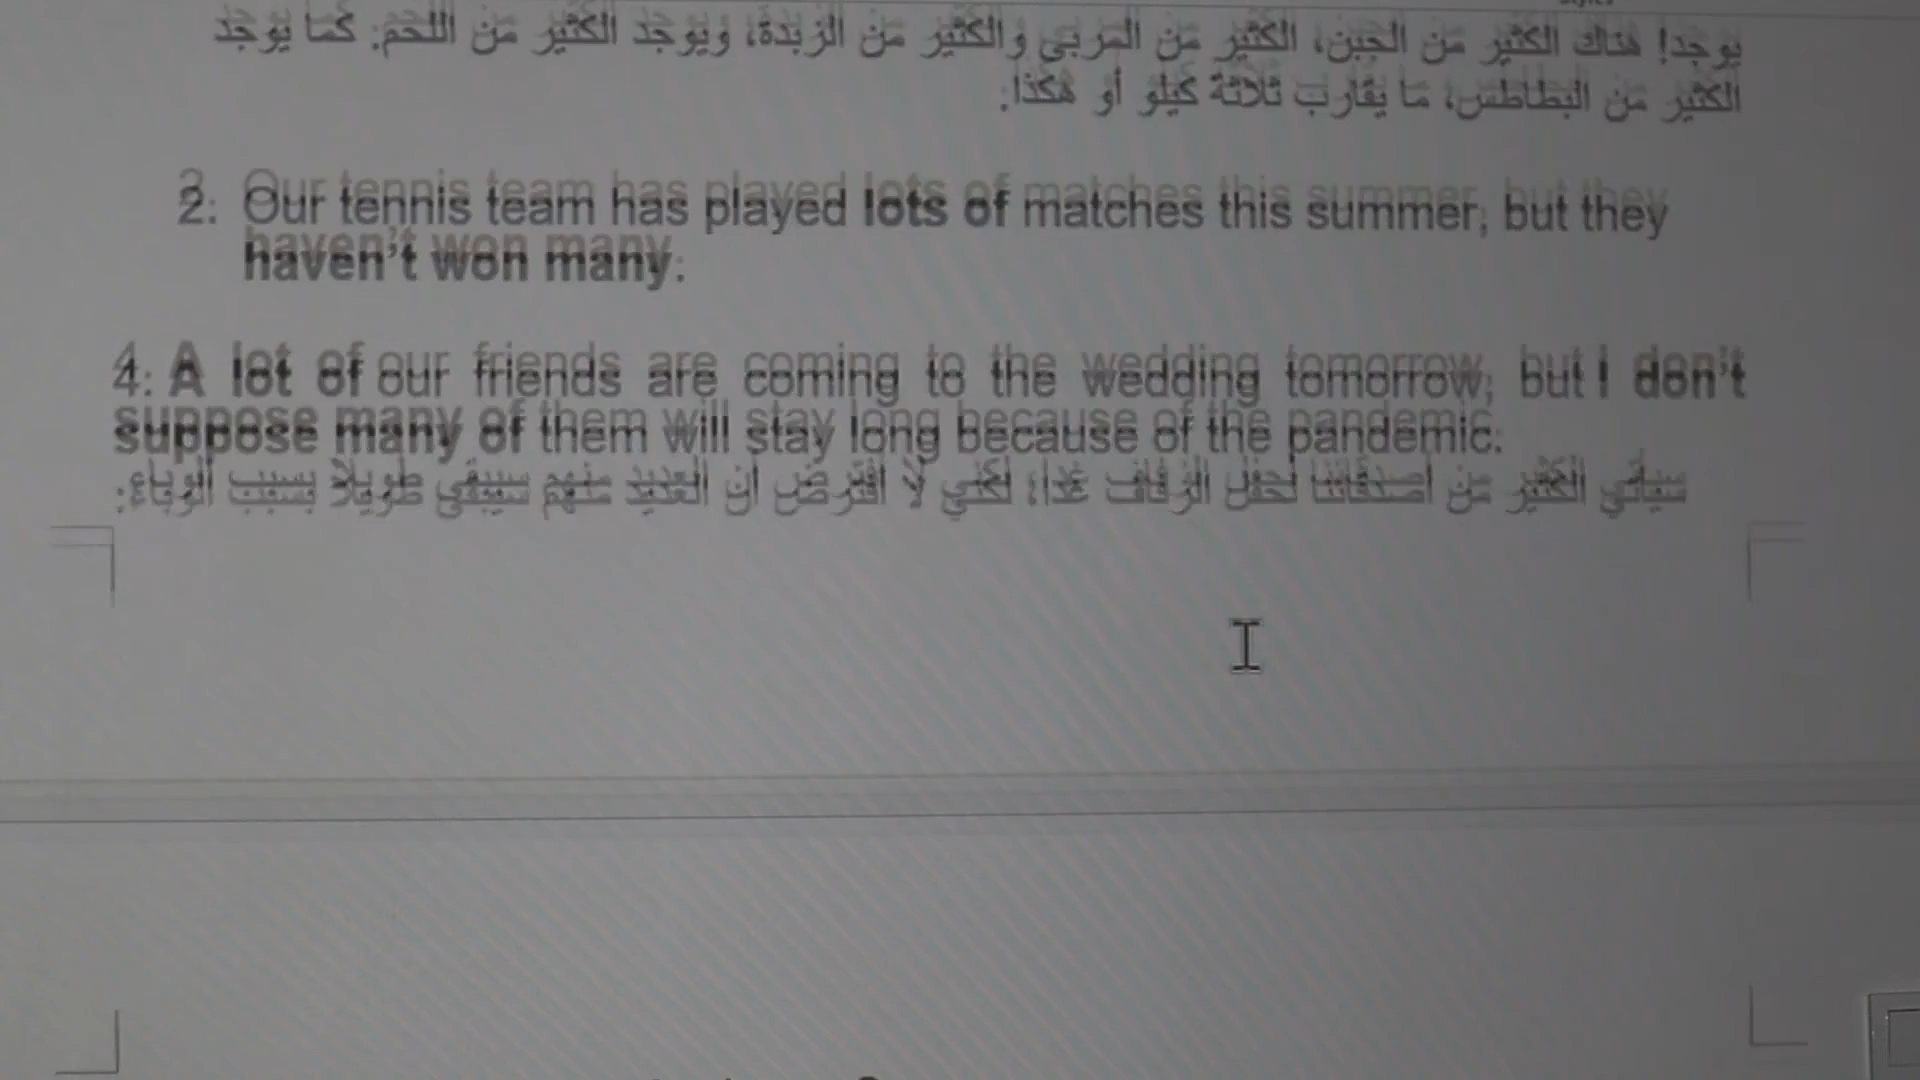 يوجد! هناك الكثير من الجبن، الكثير من المربى والكثير من الزبدة، ويوجد الكثير من اللحم. كما يوجد
الكثير من البطاطس، ما يقارب ثلاثة كيلو أو هكذا.
2. Our tennis team has played lots of matches this summer, but they
haven't won many.
4. A lot of our friends are coming to the wedding tomorrow, but I don't
suppose many of them will stay long because of the pandemic.
سيأتي الكثير من أصدقائنا لحفل الزفاف غدا، لكني لا افترض أن العديد منهم سيبقى طويلاً بسبب الوباء.